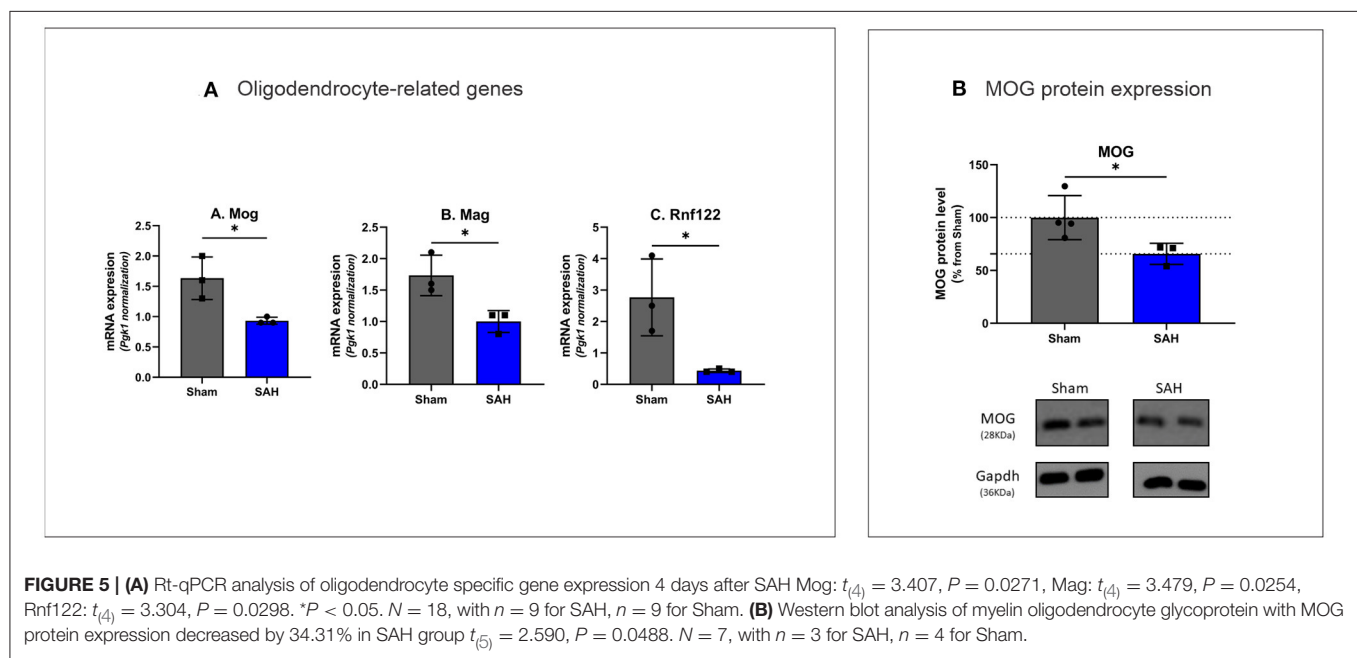 A Oligodendrocyte-related genes
A. Mog
*
mRNA expresion
(Pgk1 normalization)
2.5
2.0
1.5
1.0
0.5
0.0
Sham
SAH
B. Mag
*
mRNA expresion
(Pgk1 normalization)
2.5
2.0
1.5
1.0
0.5
0.0
Sham
SAH
C. Rnf122
*
mRNA expresion
(Pgk1 normalization)
5
4
3
2
1
0
Sham
SAH
B MOG protein expression
MOG
*
MOG protein level
(% from Sham)
150
100
50
0
Sham
SAH
Sham SAH
MOG
(28KDa)
Gapdh
(36KDa)
FIGURE 5 | (A) Rt-qPCR analysis of oligodendrocyte specific gene expression 4 days after SAH Mog: t(4) = 3.407, P = 0.0271, Mag: t(4) = 3.479, P = 0.0254,
Rnf122: t(4) = 3.304, P = 0.0298. *P < 0.05. N = 18, with n = 9 for SAH, n = 9 for Sham. (B) Western blot analysis of myelin oligodendrocyte glycoprotein with MOG
protein expression decreased by 34.31% in SAH group t(5) = 2.590, P = 0.0488. N = 7, with n = 3 for SAH, n = 4 for Sham.